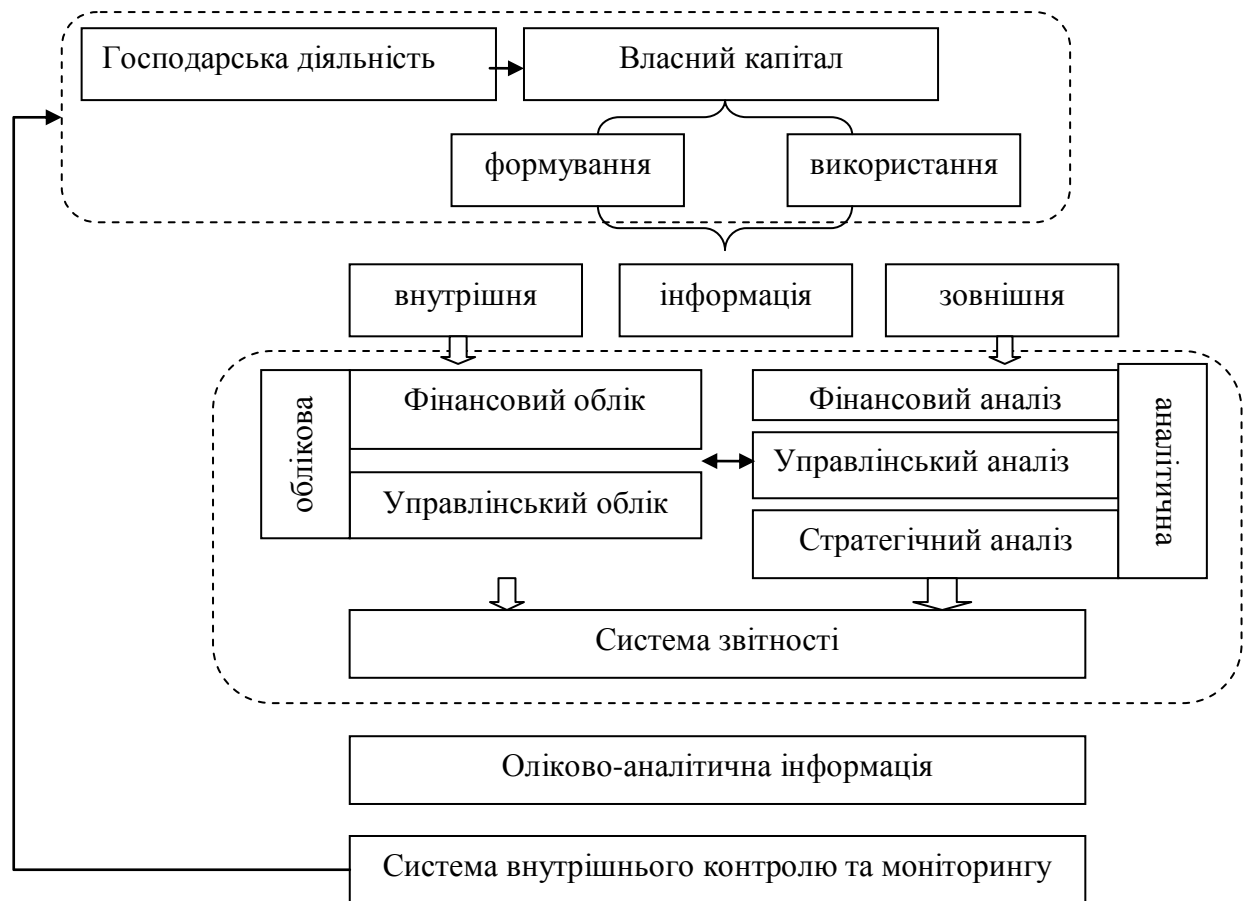 Господарська діяльність
Власний капітал
формування
використання
внутрішня
інформація
зовнішня
облікова
Фінансовий облік
Управлінський облік
Фінансовий аналіз
Управлінський аналіз
Стратегічний аналіз
аналітична
Система звітності
Оліково-аналітична інформація
Система внутрішнього контролю та моніторингу